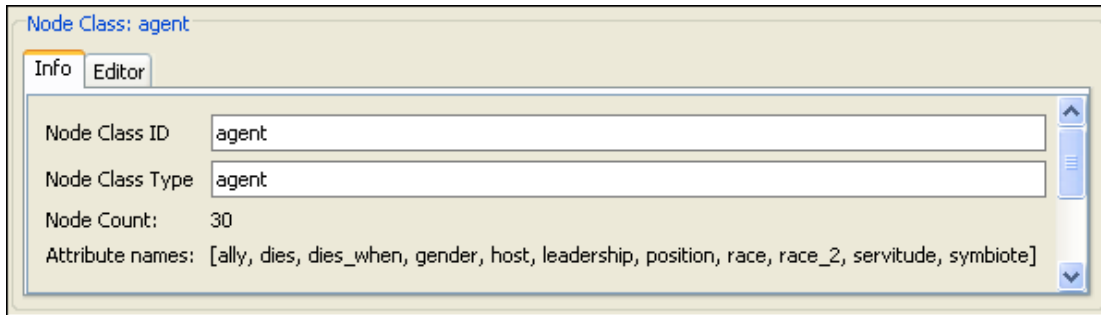 Node Class: agent
Info Editor
Node Class ID agent
Node Class Type agent
Node Count: 30
Attribute names: [ally, dies, dies_when, gender, host, leadership, position, race, race_2, servitude, symbiote]